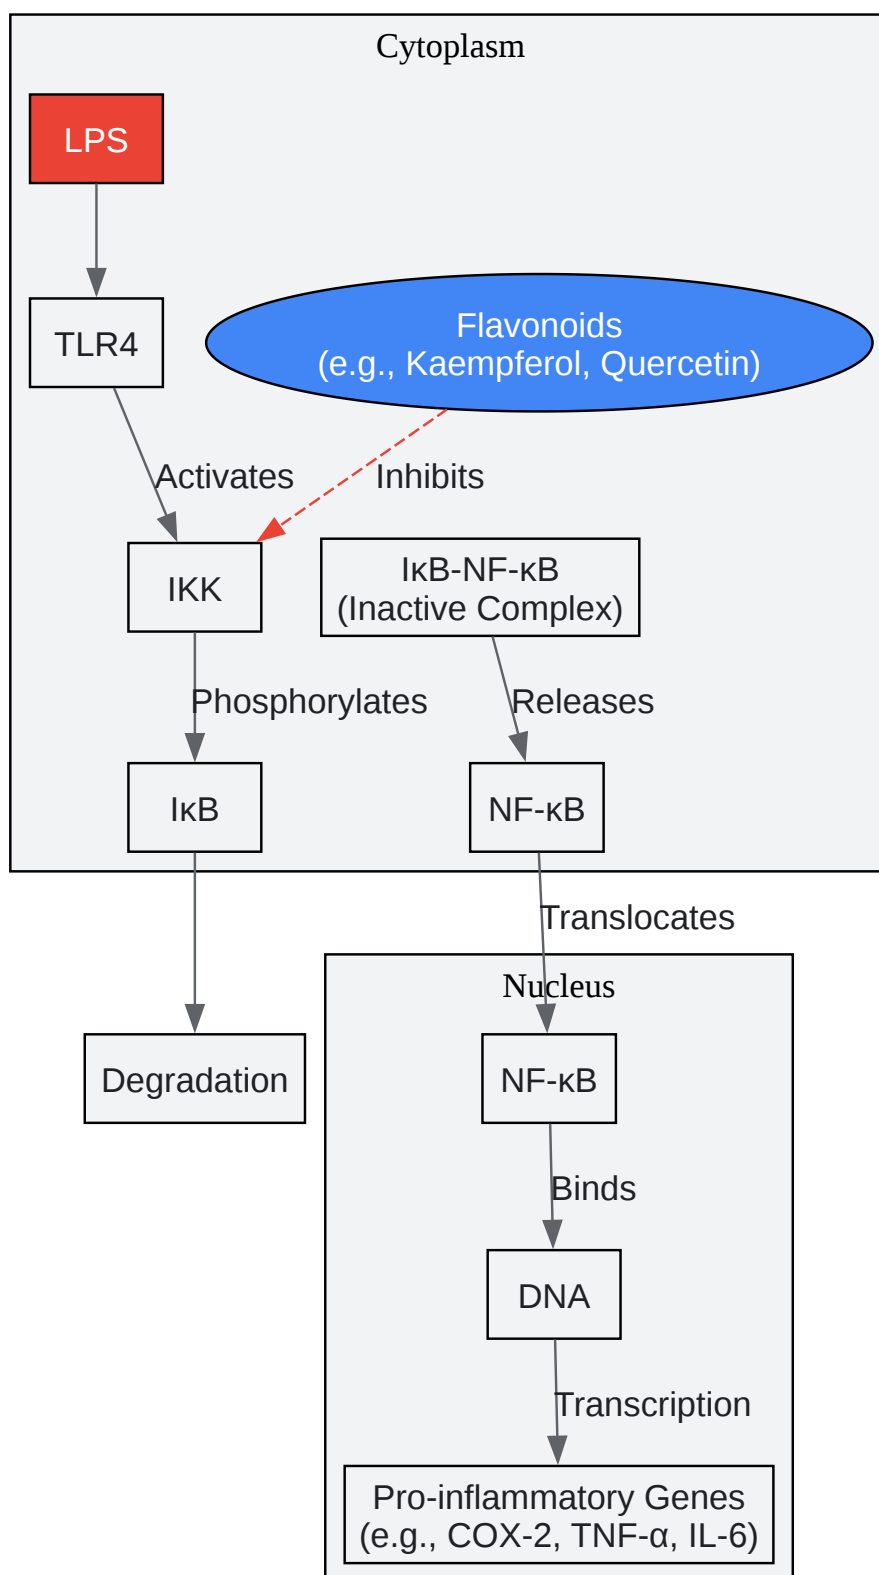 Cytoplasm
LPS
TLR4
Flavonoids
(e.g., Kaempferol, Quercetin)
Activates
Inhibits
IKK
IκB-NF-κB
(Inactive Complex)
Phosphorylates
Releases
IκB
NF-κB
Translocates
Nucleus
Degradation
NF-κB
Binds
DNA
Transcription
Pro-inflammatory Genes
(e.g., COX-2, TNF-α, IL-6)